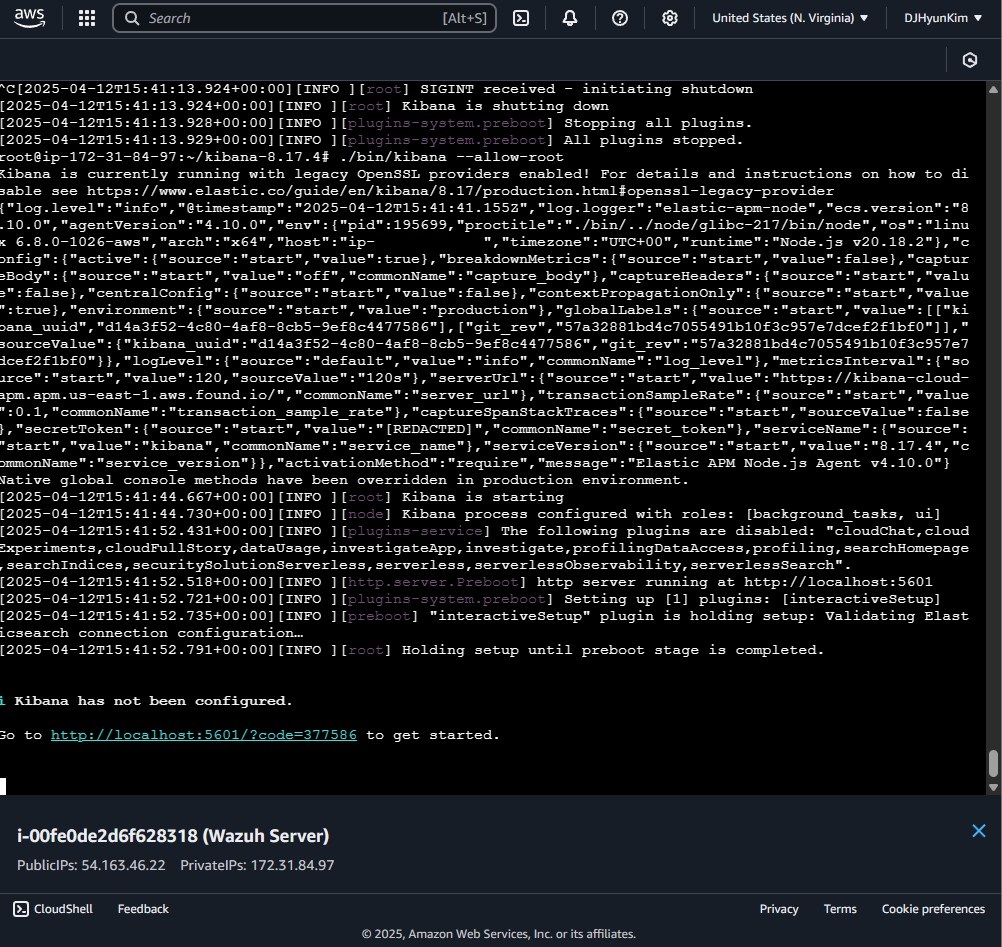 aws
Search [Alt+S]
United States (N. Virginia)
DJHyunKim
^C[2025-04-12T15:41:13.924+00:00][INFO ][root] SIGINT received - initiating shutdown
[2025-04-12T15:41:13.924+00:00][INFO ][root] Kibana is shutting down
[2025-04-12T15:41:13.928+00:00][INFO ][plugins-system.preboot] Stopping all plugins.
[2025-04-12T15:41:13.929+00:00][INFO ][plugins-system.preboot] All plugins stopped.
root@ip-172-31-84-97:~/kibana-8.17.4# ./bin/kibana --allow-root
Kibana is currently running with legacy OpenSSL providers enabled! For details and instructions on how to di
sable see https://www.elastic.co/guide/en/kibana/8.17/production.html#openssl-legacy-provider
{"log.level":"info","@timestamp":"2025-04-12T15:41:41.155Z","log.logger":"elastic-apm-node","ecs.version":"8
.10.0","agentVersion":"4.10.0","env":{"pid":195699,"proctitle":"./bin/../node/glibc-217/bin/node","os":"linu
x 6.8.0-1026-aws","arch":"x64","host":"ip- ","timezone":"UTC+00","runtime":"Node.js v20.18.2"},"c
onfig":{"active":{"source":"start","value":true},"breakdownMetrics":{"source":"start","value":false},"captur
eBody":{"source":"start","value":"off","commonName":"capture_body"},"captureHeaders":{"source":"start","valu
e":false},"centralConfig":{"source":"start","value":false},"contextPropagationOnly":{"source":"start","value
":true},"environment":{"source":"start","value":"production"},"globalLabels":{"source":"start","value":[["ki
bana_uuid","d14a3f52-4c80-4af8-8cb5-9ef8c4477586"],["git_rev","57a32881bd4c7055491b10f3c957e7dcef2f1bf0"]],"
sourceValue":{"kibana_uuid":"d14a3f52-4c80-4af8-8cb5-9ef8c4477586","git_rev":"57a32881bd4c7055491b10f3c957e7
dcef2f1bf0"}},"logLevel":{"source":"default","value":"info","commonName":"log_level"},"metricsInterval":{"so
urce":"start","value":120,"sourceValue":"120s"},"serverUrl":{"source":"start","value":"https://kibana-cloud-
apm.apm.us-east-1.aws.found.io/","commonName":"server_url"},"transactionSampleRate":{"source":"start","value
":0.1,"commonName":"transaction_sample_rate"},"captureSpanStackTraces":{"source":"start","sourceValue":false
},"secretToken":{"source":"start","value":"[REDACTED]","commonName":"secret_token"},"serviceName":{"source":
"start","value":"kibana","commonName":"service_name"},"serviceVersion":{"source":"start","value":"8.17.4","c
ommonName":"service_version"}},"activationMethod":"require","message":"Elastic APM Node.js Agent v4.10.0"}
Native global console methods have been overridden in production environment.
[2025-04-12T15:41:44.667+00:00][INFO ][root] Kibana is starting
[2025-04-12T15:41:44.730+00:00][INFO ][node] Kibana process configured with roles: [background_tasks, ui]
[2025-04-12T15:41:52.431+00:00][INFO ][plugins-service] The following plugins are disabled: "cloudChat,cloud
Experiments,cloudFullStory,dataUsage,investigateApp,investigate,profilingDataAccess,profiling,searchHomepage
,searchIndices,securitySolutionServerless,serverless,serverlessObservability,serverlessSearch".
[2025-04-12T15:41:52.518+00:00][INFO ][http.server.Preboot] http server running at http://localhost:5601
[2025-04-12T15:41:52.721+00:00][INFO ][plugins-system.preboot] Setting up [1] plugins: [interactiveSetup]
[2025-04-12T15:41:52.735+00:00][INFO ][preboot] "interactiveSetup" plugin is holding setup: Validating Elast
icsearch connection configuration…
[2025-04-12T15:41:52.791+00:00][INFO ][root] Holding setup until preboot stage is completed.
i Kibana has not been configured.
Go to http://localhost:5601/?code=377586 to get started.
i-00fe0de2d6f628318 (Wazuh Server)
PublicIPs: 54.163.46.22 PrivateIPs: 172.31.84.97
CloudShell Feedback Privacy Terms Cookie preferences
© 2025, Amazon Web Services, Inc. or its affiliates.